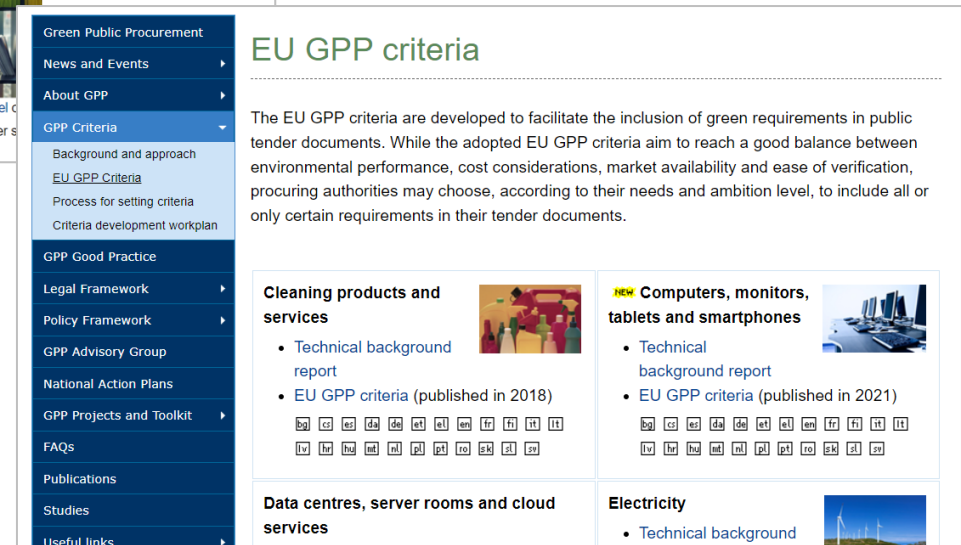 Green Public Procurement
News and Events
About GPP
GPP Criteria
Background and approach
EU GPP Criteria
Process for setting criteria
Criteria development workplan
GPP Good Practice
Legal Framework
Policy Framework
GPP Advisory Group
National Action Plans
GPP Projects and Toolkit
FAQs
Publications
Studies
Useful links
EU GPP criteria
The EU GPP criteria are developed to facilitate the inclusion of green requirements in public
tender documents. While the adopted EU GPP criteria aim to reach a good balance between
environmental performance, cost considerations, market availability and ease of verification,
procuring authorities may choose, according to their needs and ambition level, to include all or
only certain requirements in their tender documents.
Cleaning products and
services
Technical background
report
EU GPP criteria (published in 2018)
bg cs es da de et el en fr fi it lt
lv hr hu mt nl pl pt ro sk sl sv
NEW Computers, monitors,
tablets and smartphones
Technical
background report
EU GPP criteria (published in 2021)
bg cs es da de et el en fr fi it lt
lv hr hu mt nl pl pt ro sk sl sv
Data centres, server rooms and cloud
services
Electricity
Technical background